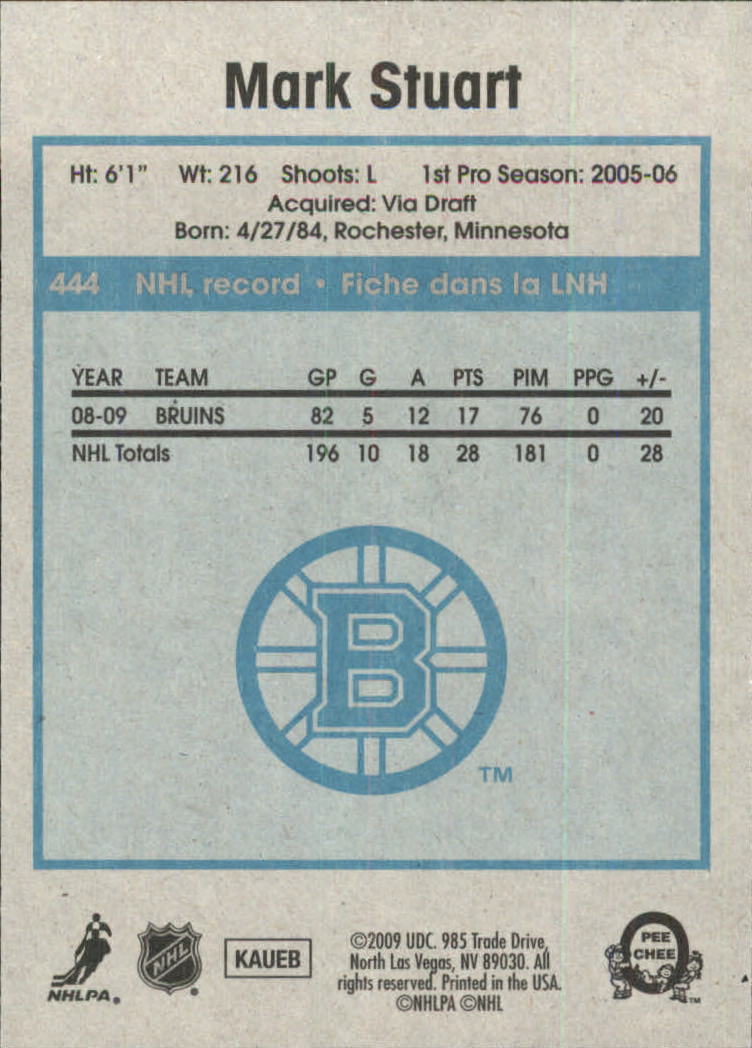 Mark Stuart
Ht: 6'1" Wt: 216 Shoots: L 1st Pro Season: 2005-06
Acquired: Via Draft
Born: 4/27/84, Rochester, Minnesota
444 NHL record • Fiche dans la LNH
YEAR TEAM GP G A PTS PIM PPG +/-
08-09 BRUINS 82 5 12 17 76 0 20
NHL Totals 196 10 18 28 181 0 28
B
TM
NHLPA®
NHL
KAUEB
©2009 UDC. 985 Trade Drive,
North Las Vegas, NV 89030. All
rights reserved. Printed in the USA.
©NHLPA ©NHL
O
PEE
CHEE
TM